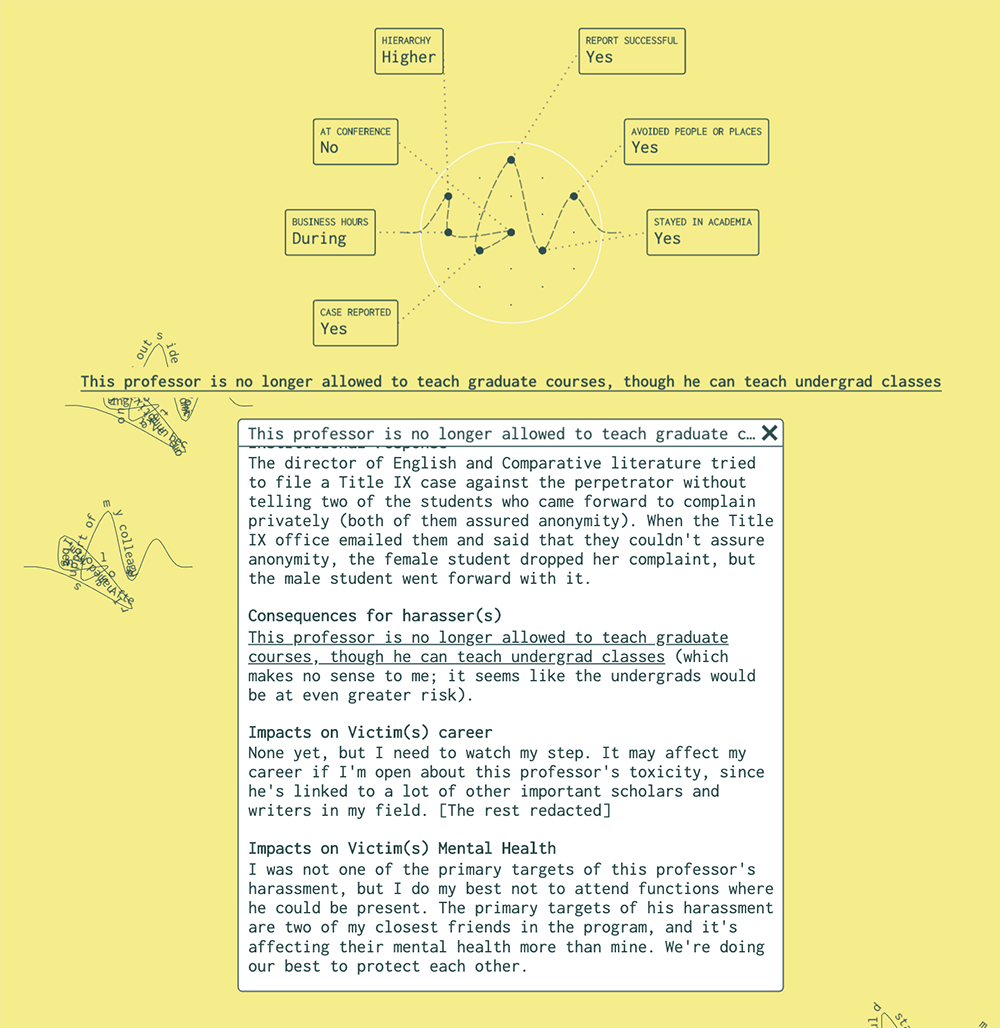 HIERARCHY
Higher
REPORT SUCCESSFUL
Yes
AT CONFERENCE
No
AVOIDED PEOPLE OR PLACES
Yes
BUSINESS HOURS
During
STAYED IN ACADEMIA
Yes
CASE REPORTED
Yes
out side
This professor is no longer allowed to teach graduate courses, though he can teach undergrad classes
This professor is no longer allowed to teach graduate c…
The director of English and Comparative literature tried
to file a Title IX case against the perpetrator without
telling two of the students who came forward to complain
privately (both of them assured anonymity). When the Title
IX office emailed them and said that they couldn't assure
anonymity, the female student dropped her complaint, but
the male student went forward with it.
Consequences for harasser(s)
This professor is no longer allowed to teach graduate
courses, though he can teach undergrad classes (which
makes no sense to me; it seems like the undergrads would
be at even greater risk).
Impacts on Victim(s) career
None yet, but I need to watch my step. It may affect my
career if I'm open about this professor's toxicity, since
he's linked to a lot of other important scholars and
writers in my field. [The rest redacted]
Impacts on Victim(s) Mental Health
I was not one of the primary targets of this professor's
harassment, but I do my best not to attend functions where
he could be present. The primary targets of his harassment
are two of my closest friends in the program, and it's
affecting their mental health more than mine. We're doing
our best to protect each other.
of my colleag